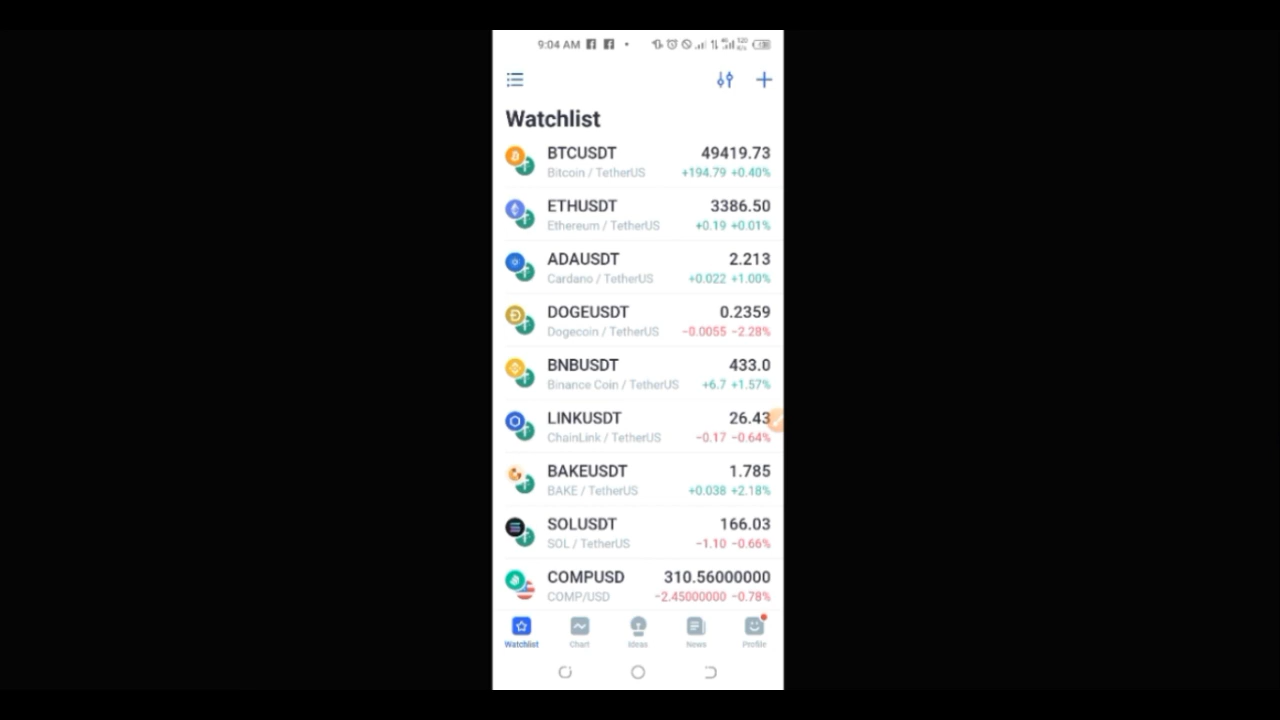 9:04 AM
Watchlist
BTCUSDT 49419.73
Bitcoin / TetherUS +194.79 +0.40%
ETHUSDT 3386.50
Ethereum / TetherUS +0.19 +0.01%
ADAUSDT 2.213
Cardano / TetherUS +0.022 +1.00%
DOGEUSDT 0.2359
Dogecoin / TetherUS −0.0055 −2.28%
BNBUSDT 433.0
Binance Coin / TetherUS +6.7 +1.57%
LINKUSDT 26.43
ChainLink / TetherUS −0.17 −0.64%
BAKEUSDT 1.785
BAKE / TetherUS +0.038 +2.18%
SOLUSDT 166.03
SOL / TetherUS −1.10 −0.66%
COMPUSD 310.56000000
COMP/USD −2.45000000 −0.78%
Watchlist Chart Ideas News Profile